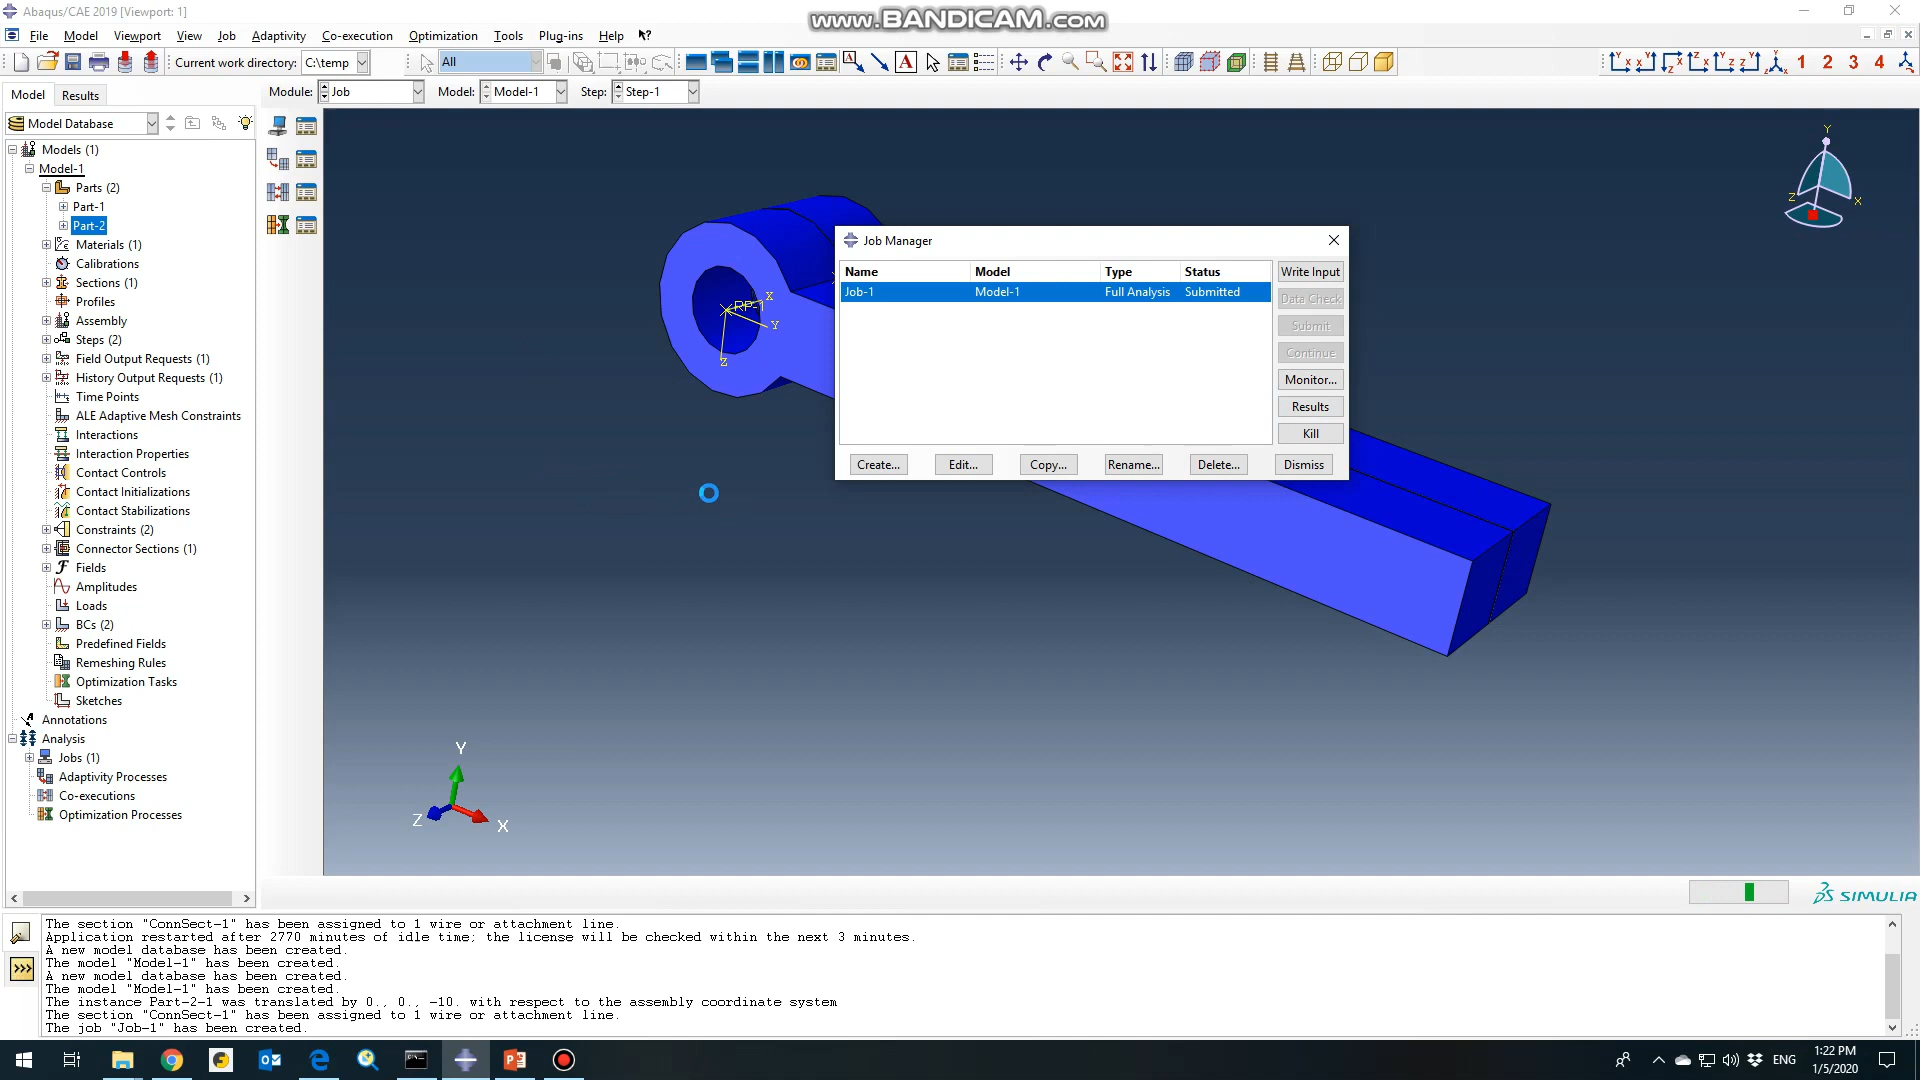 Abaqus/CAE 2019 [Viewport: 1]
www.BANDICAM.com
File Model Viewport View Job Adaptivity Co-execution Optimization Tools Plug-ins Help
Current work directory: C:\temp All 1 2 3 4
Model Results Module: Job Model: Model-1 Step: Step-1
Model Database
Models (1)
Model-1
Parts (2)
Part-1
Part-2
Materials (1)
Calibrations
Sections (1)
Profiles
Assembly
Steps (2)
Field Output Requests (1)
History Output Requests (1)
Time Points
ALE Adaptive Mesh Constraints
Interactions
Interaction Properties
Contact Controls
Contact Initializations
Contact Stabilizations
Constraints (2)
Connector Sections (1)
Fields
Amplitudes
Loads
BCs (2)
Predefined Fields
Remeshing Rules
Optimization Tasks
Sketches
Annotations
Analysis
Jobs (1)
Adaptivity Processes
Co-executions
Optimization Processes
Y
Z X
RP-1
X
Y
Z
Job Manager
Name Model Type Status
Job-1 Model-1 Full Analysis Submitted
Write Input
Data Check
Submit
Continue
Monitor...
Results
Kill
Create... Edit... Copy... Rename... Delete... Dismiss
Y
Z X
SIMULIA
The section "ConnSect-1" has been assigned to 1 wire or attachment line.
Application restarted after 2770 minutes of idle time; the license will be checked within the next 3 minutes.
A new model database has been created.
The model "Model-1" has been created.
A new model database has been created.
The model "Model-1" has been created.
The instance Part-2-1 was translated by 0., 0., -10. with respect to the assembly coordinate system
The section "ConnSect-1" has been assigned to 1 wire or attachment line.
The job "Job-1" has been created.
ENG
1:22 PM
1/5/2020